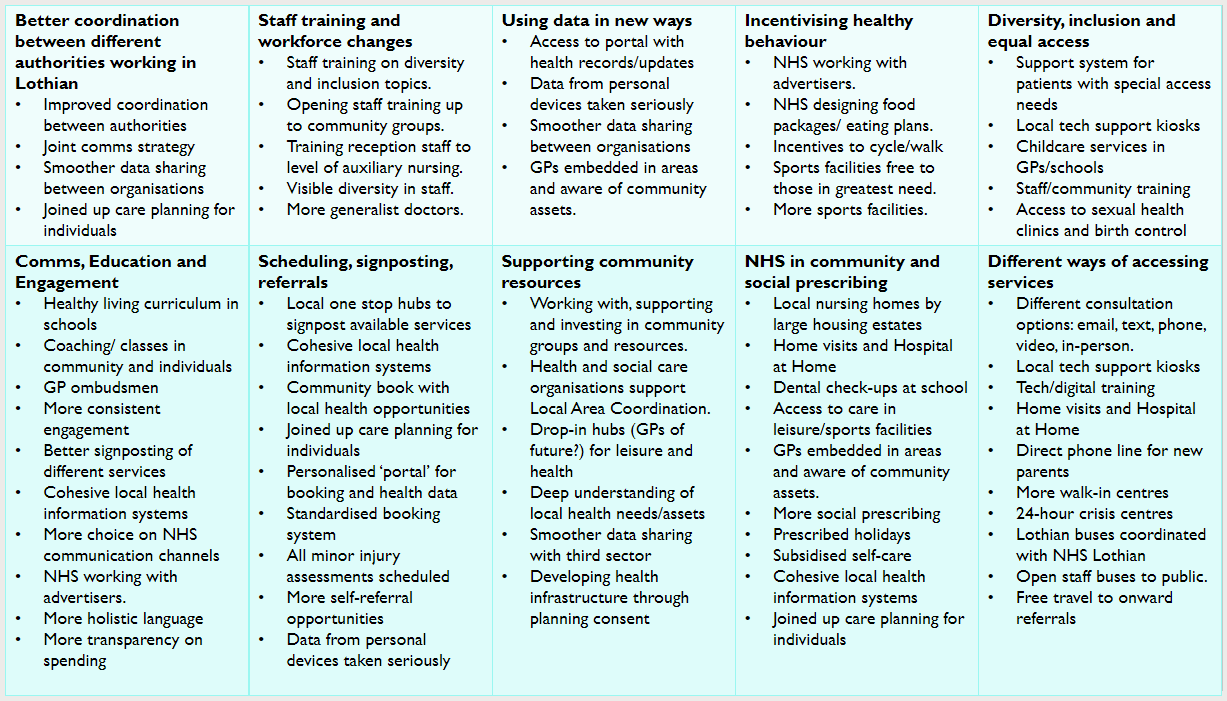 Better coordination
between different
authorities working in
Lothian
• Improved coordination
between authorities
• Joint comms strategy
• Smoother data sharing
between organisations
• Joined up care planning for
individuals
Staff training and
workforce changes
• Staff training on diversity
and inclusion topics.
• Opening staff training up
to community groups.
• Training reception staff to
level of auxiliary nursing.
• Visible diversity in staff.
• More generalist doctors.
Using data in new ways
• Access to portal with
health records/updates
• Data from personal
devices taken seriously
• Smoother data sharing
between organisations
• GPs embedded in areas
and aware of community
assets.
Incentivising healthy
behaviour
• NHS working with
advertisers.
• NHS designing food
packages/ eating plans.
• Incentives to cycle/walk
• Sports facilities free to
those in greatest need.
• More sports facilities.
Diversity, inclusion and
equal access
• Support system for
patients with special access
needs
• Local tech support kiosks
• Childcare services in
GPs/schools
• Staff/community training
• Access to sexual health
clinics and birth control
Comms, Education and
Engagement
• Healthy living curriculum in
schools
• Coaching/ classes in
community and individuals
• GP ombudsmen
• More consistent
engagement
• Better signposting of
different services
• Cohesive local health
information systems
• More choice on NHS
communication channels
• NHS working with
advertisers.
• More holistic language
• More transparency on
spending
Scheduling, signposting,
referrals
• Local one stop hubs to
signpost available services
• Cohesive local health
information systems
• Community book with
local health opportunities
• Joined up care planning for
individuals
• Personalised ‘portal’ for
booking and health data
• Standardised booking
system
• All minor injury
assessments scheduled
• More self-referral
opportunities
• Data from personal
devices taken seriously
Supporting community
resources
• Working with, supporting
and investing in community
groups and resources.
• Health and social care
organisations support
Local Area Coordination.
• Drop-in hubs (GPs of
future?) for leisure and
health
• Deep understanding of
local health needs/assets
• Smoother data sharing
with third sector
• Developing health
infrastructure through
planning consent
NHS in community and
social prescribing
• Local nursing homes by
large housing estates
• Home visits and Hospital
at Home
• Dental check-ups at school
• Access to care in
leisure/sports facilities
• GPs embedded in areas
and aware of community
assets.
• More social prescribing
• Prescribed holidays
• Subsidised self-care
• Cohesive local health
information systems
• Joined up care planning for
individuals
Different ways of accessing
services
• Different consultation
options: email, text, phone,
video, in-person.
• Local tech support kiosks
• Tech/digital training
• Home visits and Hospital
at Home
• Direct phone line for new
parents
• More walk-in centres
• 24-hour crisis centres
• Lothian buses coordinated
with NHS Lothian
• Open staff buses to public.
• Free travel to onward
referrals